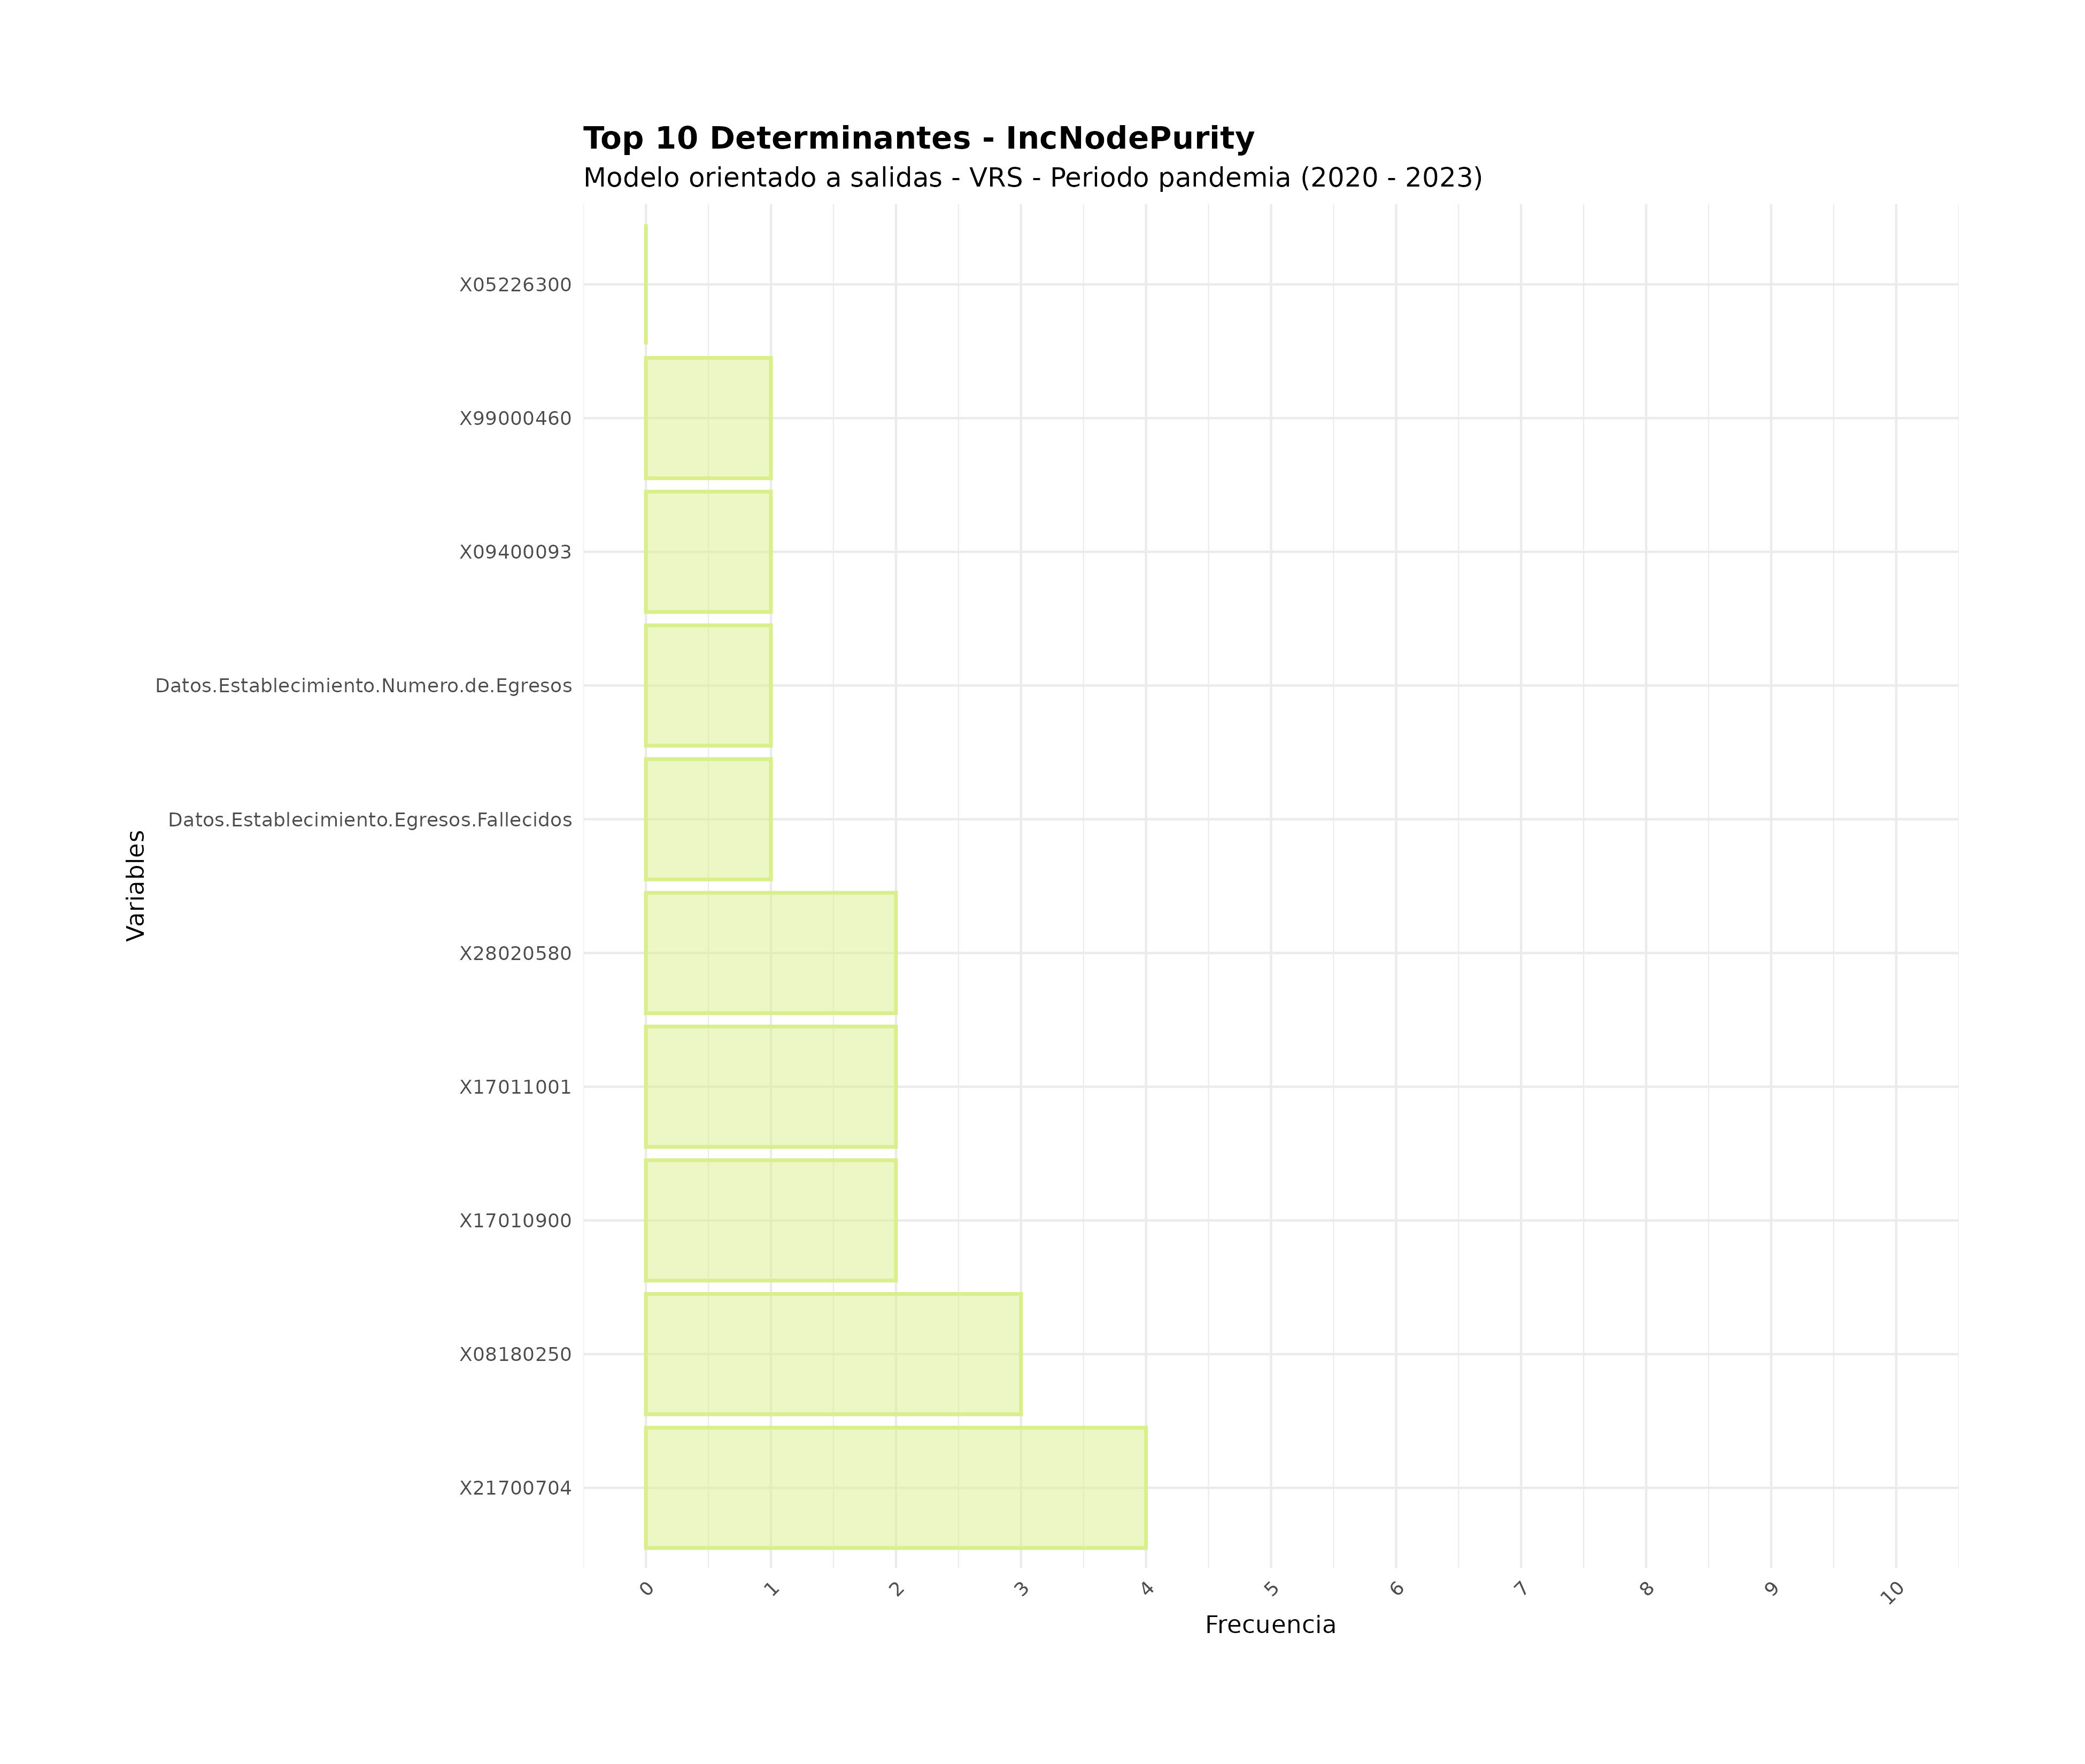 Top 10 Determinantes - IncNodePurity
Modelo orientado a salidas - VRS - Periodo pandemia (2020 - 2023)
Variables
X05226300
X99000460
X09400093
Datos.Establecimiento.Numero.de.Egresos
Datos.Establecimiento.Egresos.Fallecidos
X28020580
X17011001
X17010900
X08180250
X21700704
0 1 2 3 4 5 6 7 8 9 10
Frecuencia